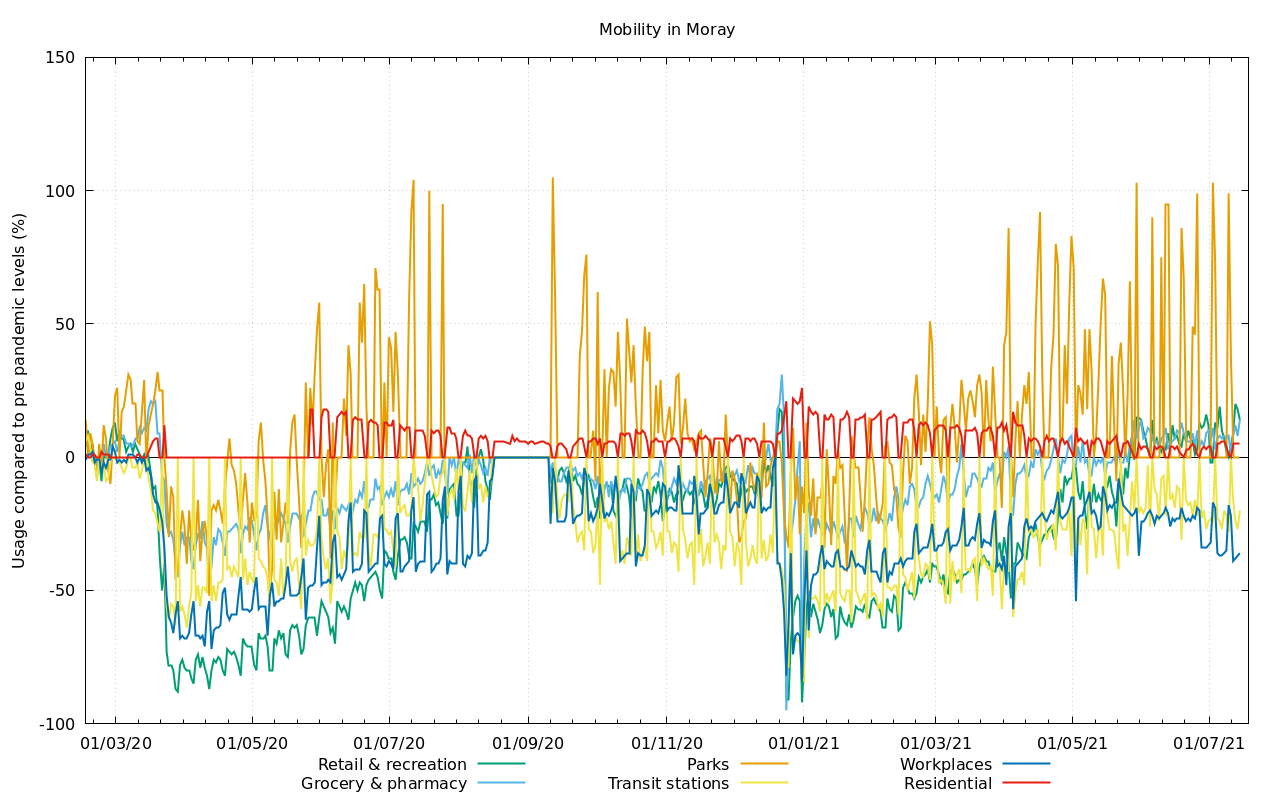 Mobility in Moray
Usage compared to pre pandemic levels (%)
150
100
50
0
-50
-100
01/03/20 01/05/20 01/07/20 01/09/20 01/11/20 01/01/21 01/03/21 01/05/21 01/07/21
Retail & recreation Parks Workplaces
Grocery & pharmacy Transit stations Residential